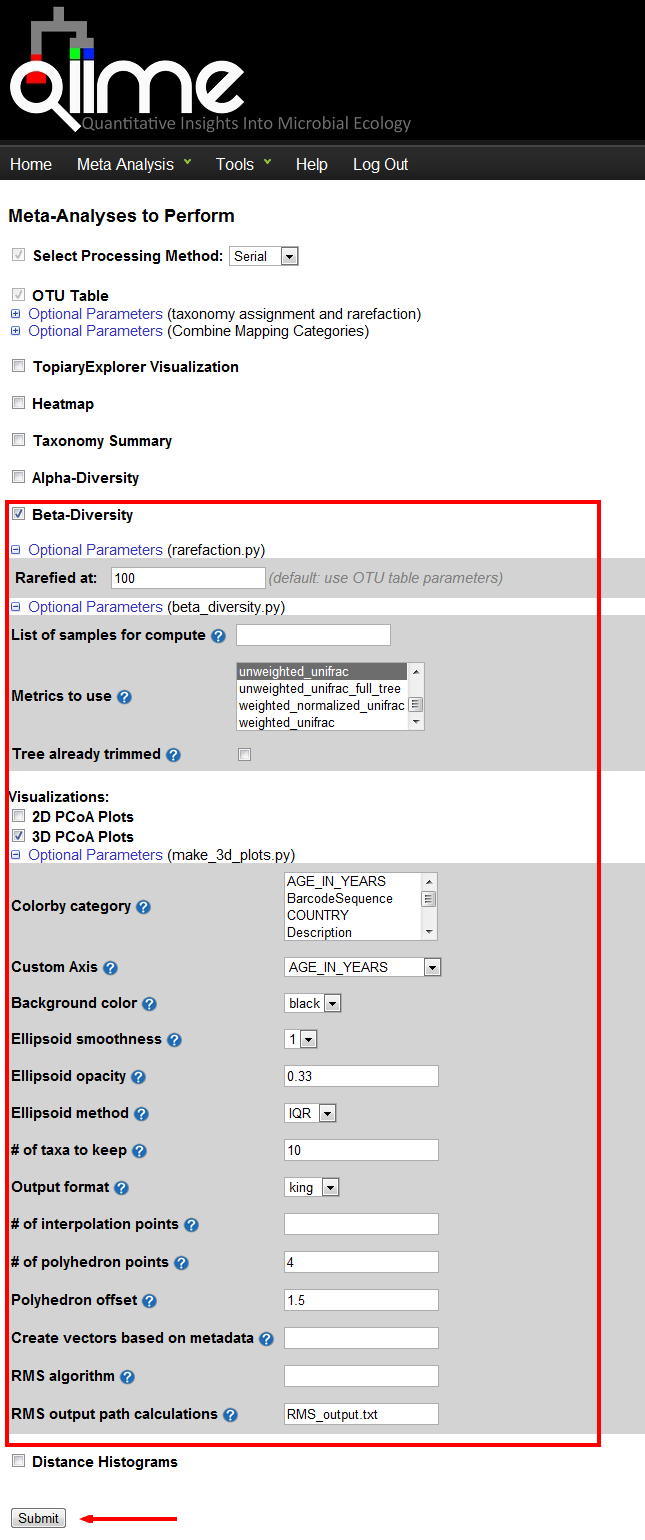 Qiime
Quantitative Insights Into Microbial Ecology
Home Meta Analysis Tools Help Log Out
Meta-Analyses to Perform
Select Processing Method: Serial
OTU Table
Optional Parameters (taxonomy assignment and rarefaction)
Optional Parameters (Combine Mapping Categories)
TopiaryExplorer Visualization
Heatmap
Taxonomy Summary
Alpha-Diversity
Beta-Diversity
Optional Parameters (rarefaction.py)
Rarefied at: 100 (default: use OTU table parameters)
Optional Parameters (beta_diversity.py)
List of samples for compute ?
unweighted_unifrac
unweighted_unifrac_full_tree
Metrics to use ?
weighted_normalized_unifrac
weighted_unifrac
Tree already trimmed ?
Visualizations:
2D PCoA Plots
3D PCoA Plots
Optional Parameters (make_3d_plots.py)
AGE_IN_YEARS
BarcodeSequence
Colorby category ?
COUNTRY
Description
Custom Axis ? AGE_IN_YEARS
Background color ? black
Ellipsoid smoothness ? 1
Ellipsoid opacity ? 0.33
Ellipsoid method ? IQR
# of taxa to keep ? 10
Output format ? king
# of interpolation points ?
# of polyhedron points ? 4
Polyhedron offset ? 1.5
Create vectors based on metadata ?
RMS algorithm ?
RMS output path calculations ? RMS_output.txt
Distance Histograms
Submit